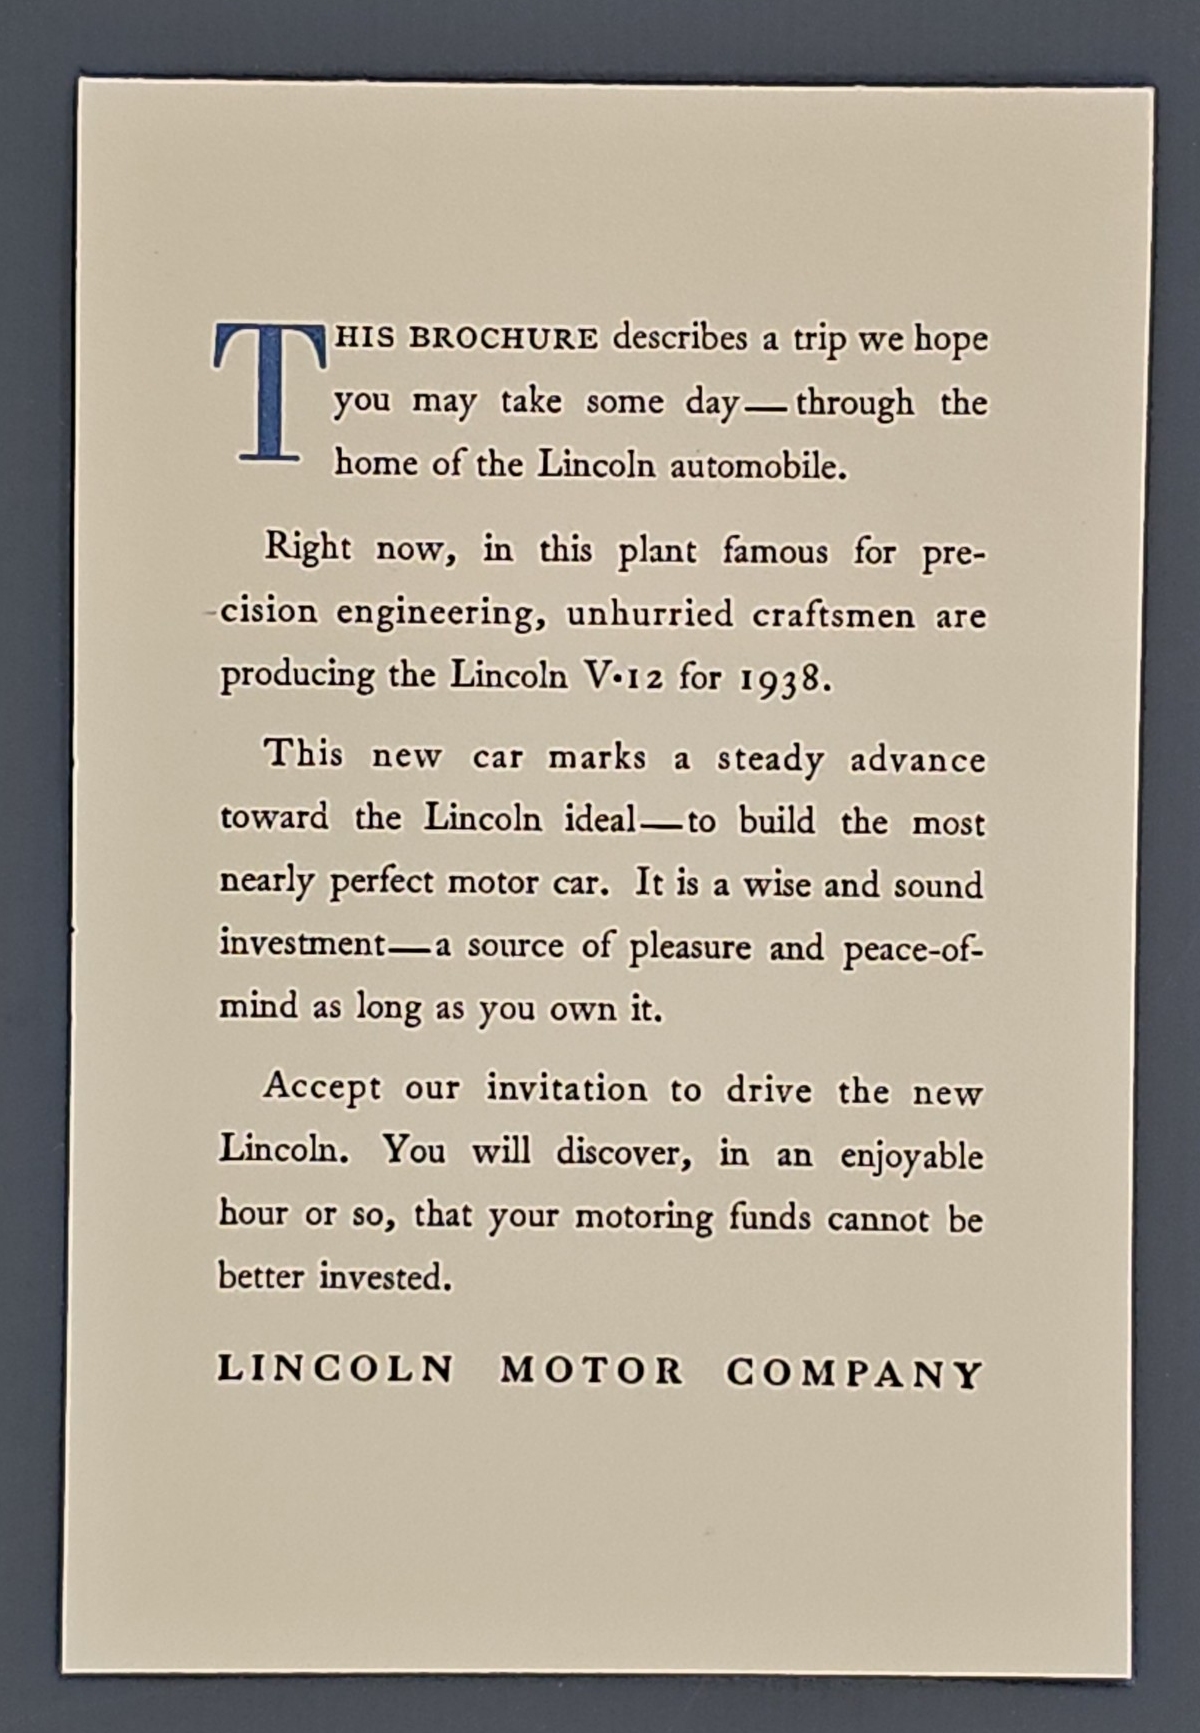 THIS BROCHURE describes a trip we hope
you may take some day—through the
home of the Lincoln automobile.
Right now, in this plant famous for pre-
cision engineering, unhurried craftsmen are
producing the Lincoln V·12 for 1938.
This new car marks a steady advance
toward the Lincoln ideal—to build the most
nearly perfect motor car. It is a wise and sound
investment—a source of pleasure and peace-of-
mind as long as you own it.
Accept our invitation to drive the new
Lincoln. You will discover, in an enjoyable
hour or so, that your motoring funds cannot be
better invested.
LINCOLN MOTOR COMPANY